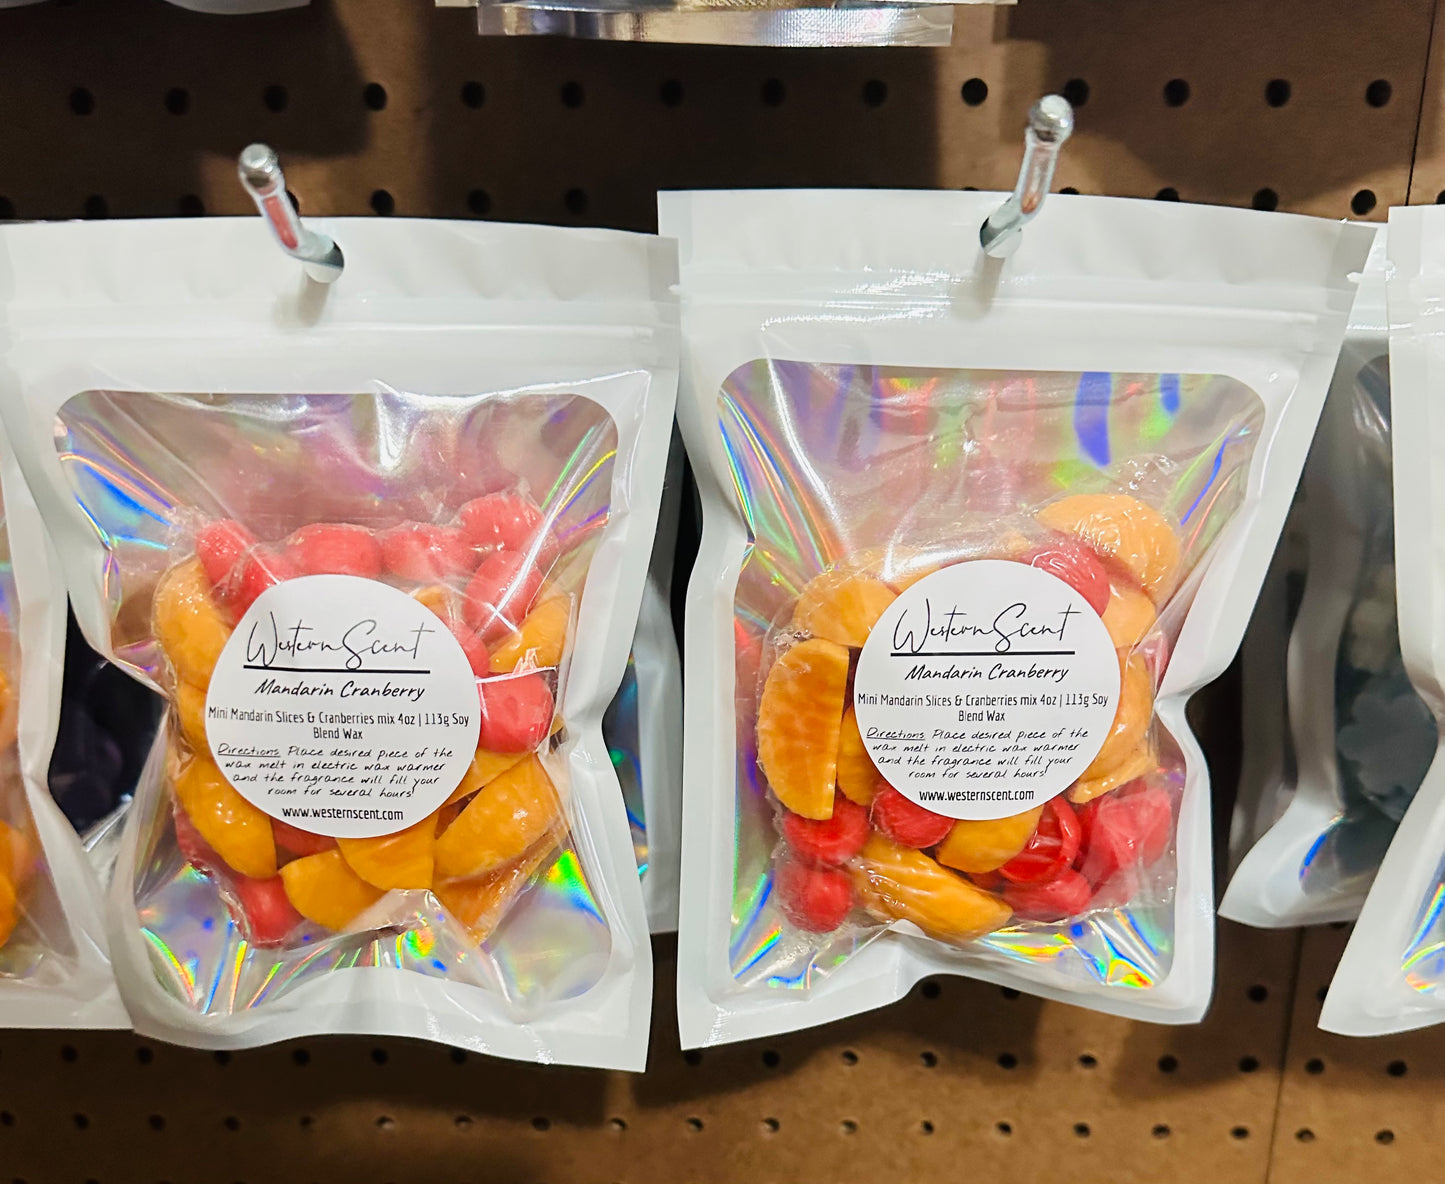 WesternScent
Mandarin Cranberry
Mini Mandarin Slices & Cranberries mix 4oz | 113g Soy
Blend Wax
Directions: Place desired piece of the
wax melt in electric wax warmer
and the fragrance will fill your
room for several hours!
www.westernscent.com
WesternScent
Mandarin Cranberry
Mini Mandarin Slices & Cranberries mix 4oz | 113g Soy
Blend Wax
Directions: Place desired piece of the
wax melt in electric wax warmer
and the fragrance will fill your
room for several hours!
www.westernscent.com